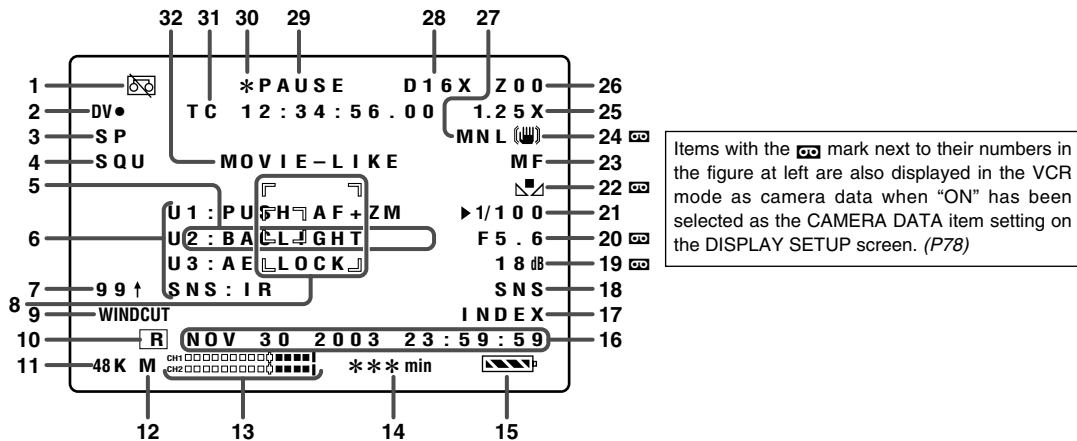 32 31 30 29 28 27
1 ∗PAUSE D16X Z00 26
2 DV● TC 12:34:56.00 1.25X 25
3 SP MNL 24
4 SQU MOVIE–LIKE MF 23
5 22
U1:PUSH AF+ZM ▶1/100 21
6 U2:BACKLIGHT F5.6 20
U3:AE LOCK 18dB 19
7 99↑ SNS:IR SNS 18
8
9 WINDCUT INDEX 17
10 R NOV 30 2003 23:59:59 16
11 48K M CH1 ∗∗∗min
CH2
12 13 14 15
Items with the mark next to their numbers in
the figure at left are also displayed in the VCR
mode as camera data when “ON” has been
selected as the CAMERA DATA item setting on
the DISPLAY SETUP screen. (P78)